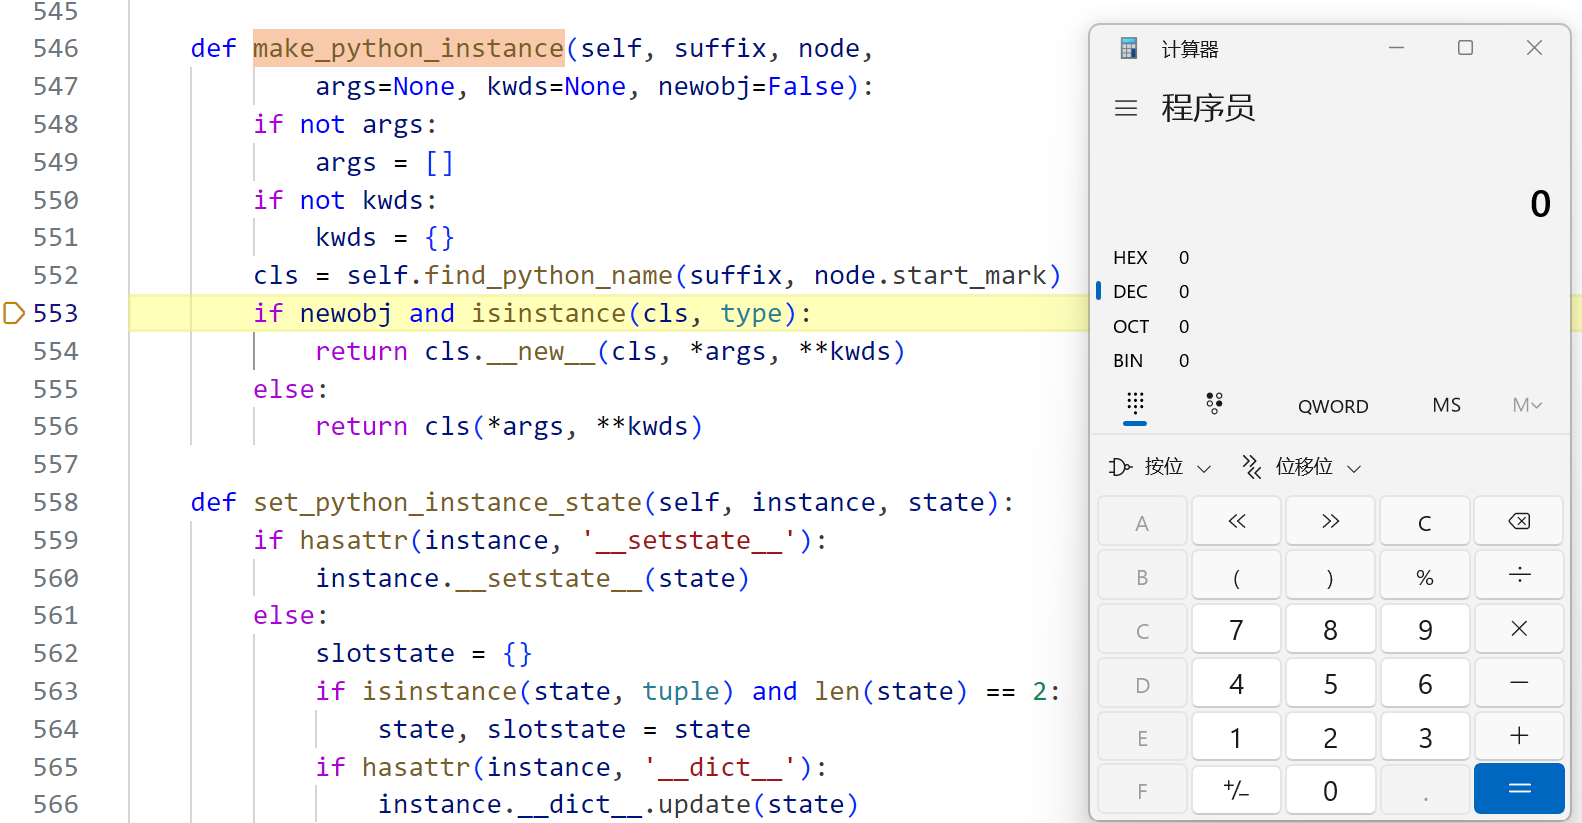 545
546 def make_python_instance(self, suffix, node,
547 args=None, kwds=None, newobj=False):
548 if not args:
549 args = []
550 if not kwds:
551 kwds = {}
552 cls = self.find_python_name(suffix, node.start_mark)
553 if newobj and isinstance(cls, type):
554 return cls.__new__(cls, *args, **kwds)
555 else:
556 return cls(*args, **kwds)
557
558 def set_python_instance_state(self, instance, state):
559 if hasattr(instance, '__setstate__'):
560 instance.__setstate__(state)
561 else:
562 slotstate = {}
563 if isinstance(state, tuple) and len(state) == 2:
564 state, slotstate = state
565 if hasattr(instance, '__dict__'):
566 instance.__dict__.update(state)
计算器
程序员
0
HEX 0
DEC 0
OCT 0
BIN 0
QWORD MS M
按位 位移位
A « » C
B ( ) % ÷
C 7 8 9 ×
D 4 5 6 −
E 1 2 3 +
F +/− 0 . =